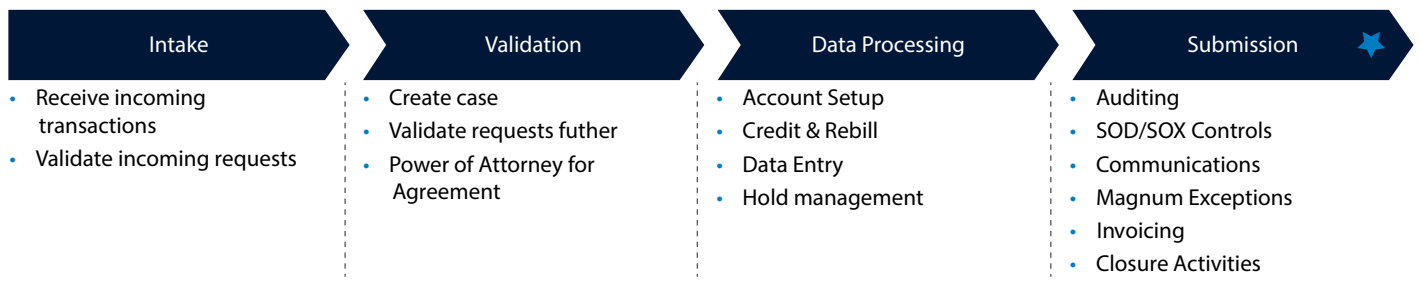 Intake
• Receive incoming
transactions
• Validate incoming requests
Validation
• Create case
• Validate requests futher
• Power of Attorney for
Agreement
Data Processing
• Account Setup
• Credit & Rebill
• Data Entry
• Hold management
Submission
• Auditing
• SOD/SOX Controls
• Communications
• Magnum Exceptions
• Invoicing
• Closure Activities